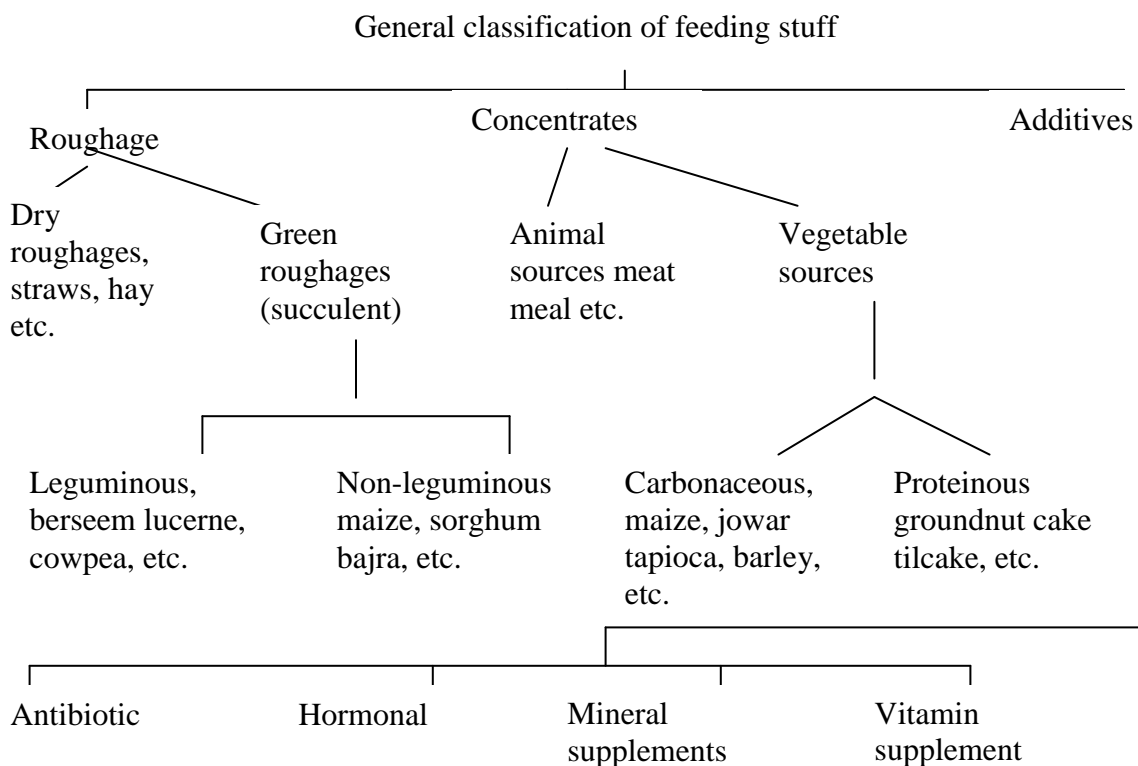 General classification of feeding stuff
Roughage
Concentrates
Additives
Dry
roughages,
straws, hay
etc.
Green
roughages
(succulent)
Animal
sources meat
meal etc.
Vegetable
sources
Leguminous,
berseem lucerne,
cowpea, etc.
Non-leguminous
maize, sorghum
bajra, etc.
Carbonaceous,
maize, jowar
tapioca, barley,
etc.
Proteinous
groundnut cake
tilcake, etc.
Antibiotic
Hormonal
Mineral
supplements
Vitamin
supplement